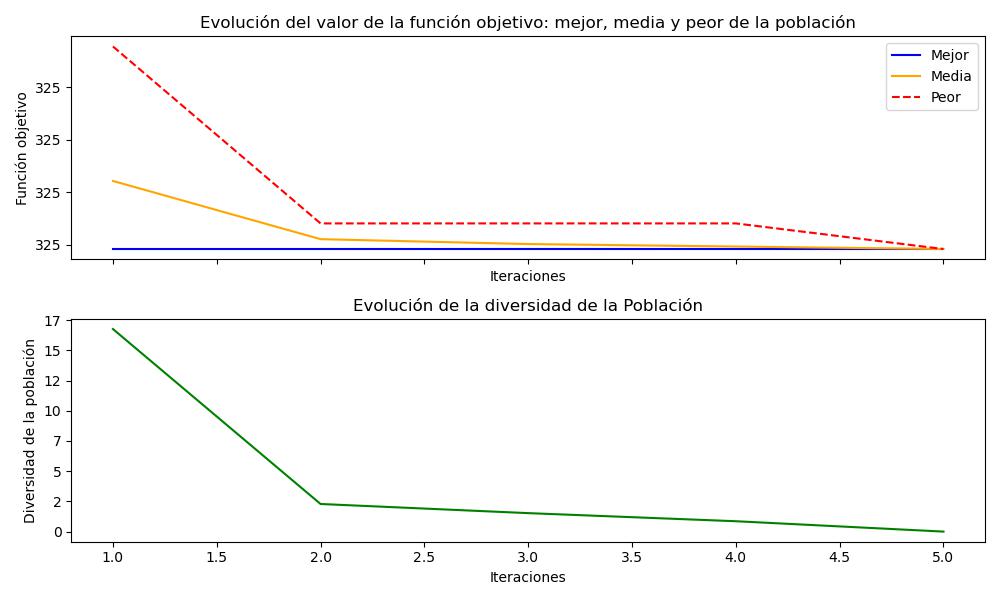 Evolución del valor de la función objetivo: mejor, media y peor de la población
Mejor
Media
Peor
325
325
325
325
Función objetivo
Iteraciones
Evolución de la diversidad de la Población
17
15
12
10
7
5
2
0
Diversidad de la población
1.0 1.5 2.0 2.5 3.0 3.5 4.0 4.5 5.0
Iteraciones